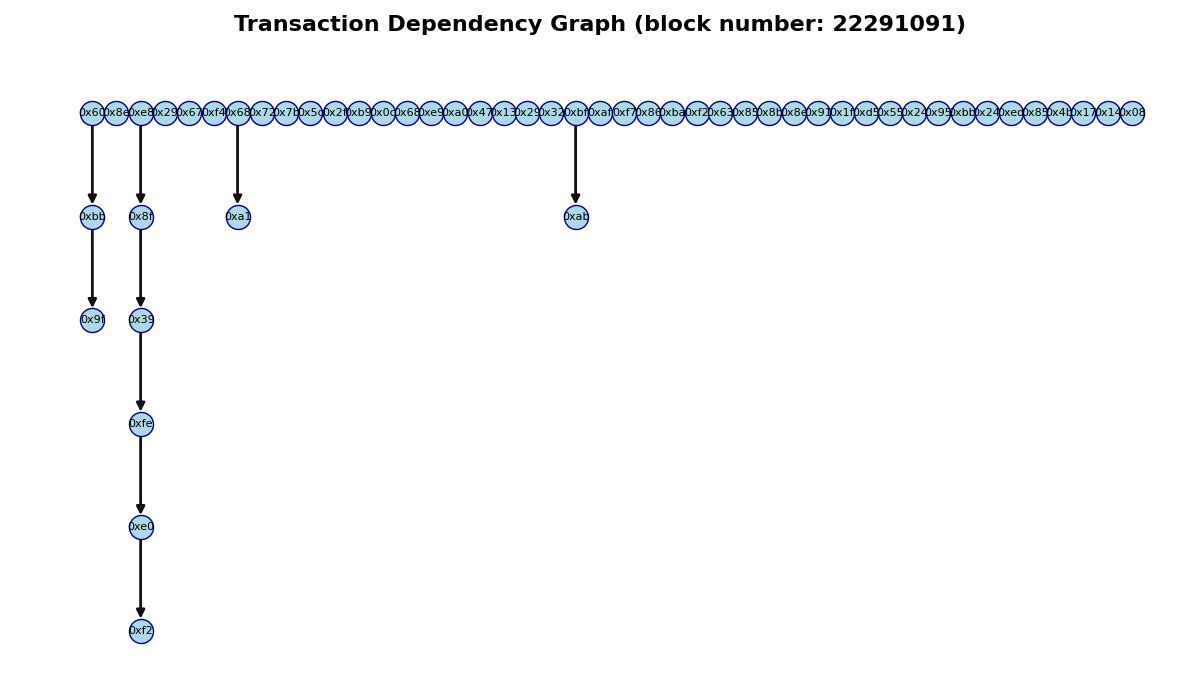 Transaction Dependency Graph (block number: 22291091)
0x60 0x8e 0xe8 0x29 0x67 0xf4 0x68 0x72 0x7b 0x5c 0x2f 0xb9 0x0c 0x68 0xe9 0xa0 0x47 0x13 0x29 0x32 0xbf 0xaf 0xf7 0x86 0xba 0xf2 0x63 0x85 0x8b 0x8e 0x91 0x1f 0xd5 0x55 0x24 0x95 0xbb 0x24 0xec 0x85 0x4b 0x17 0x14 0x08
0xbb 0x8f 0xa1 0xab
0x9f 0x39
0xfe
0xe0
0xf2